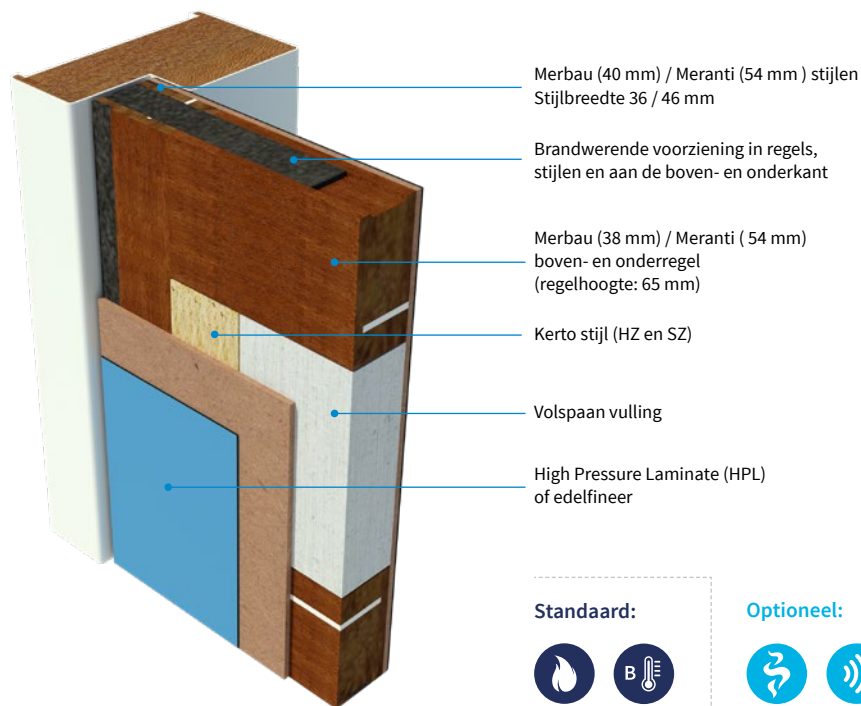 Merbau (40 mm) / Meranti (54 mm ) stijlen
Stijlbreedte 36 / 46 mm
Brandwerende voorziening in regels,
stijlen en aan de boven- en onderkant
Merbau (38 mm) / Meranti ( 54 mm)
boven- en onderregel
(regelhoogte: 65 mm)
Kerto stijl (HZ en SZ)
Volspaan vulling
High Pressure Laminate (HPL)
of edelfineer
Standaard:
Optioneel:
B